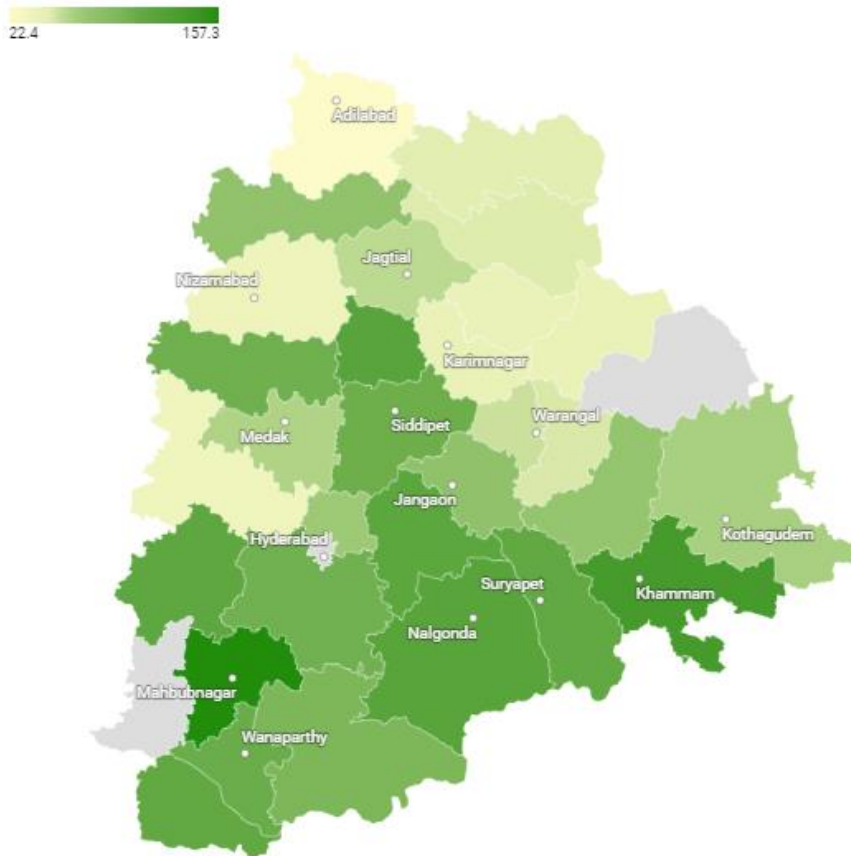 22.4 157.3
Adilabad
Jagtial
Nizamabad
Karimnagar
Siddipet
Warangal
Medak
Jangaon
Kothagudem
Hyderabad
Suryapet
Khammam
Nalgonda
Mahbubnagar
Wanaparthy